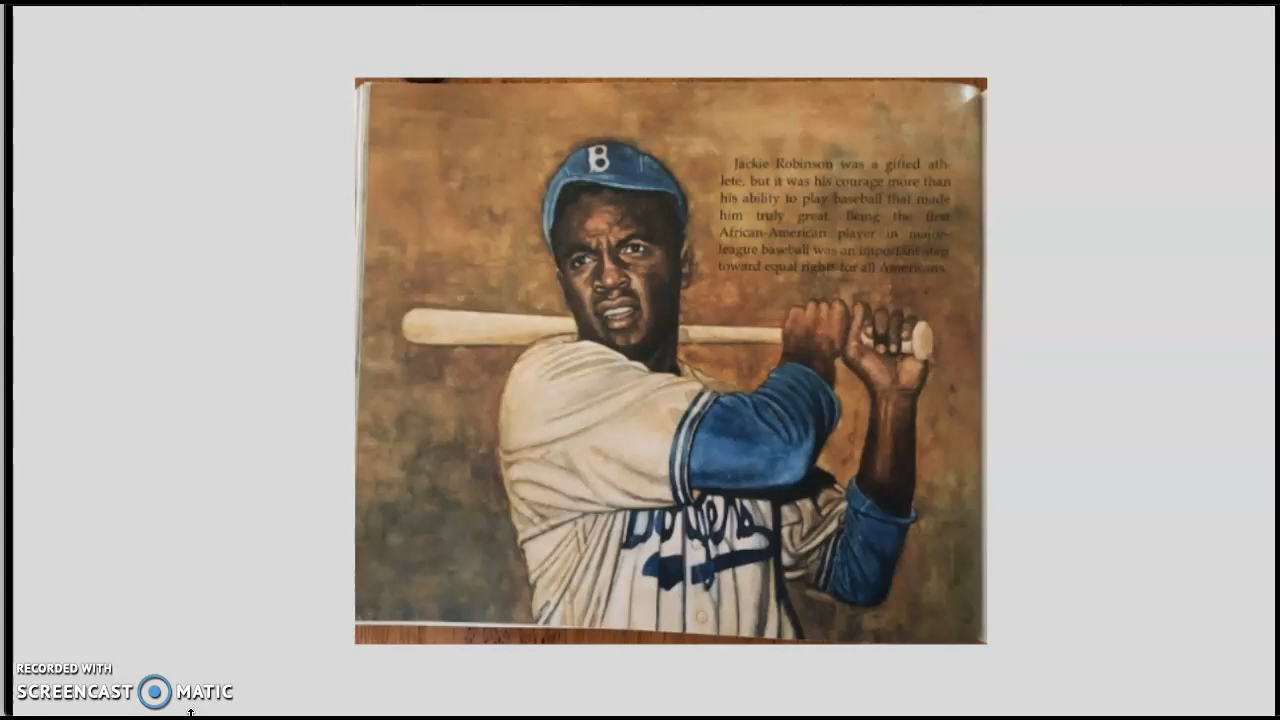 B
Jackie Robinson was a gifted ath-
lete, but it was his courage more than
his ability to play baseball that made
him truly great. Being the first
African-American player in major-
league baseball was an important step
toward equal rights for all Americans.
Dodgers
RECORDED WITH
SCREENCAST MATIC